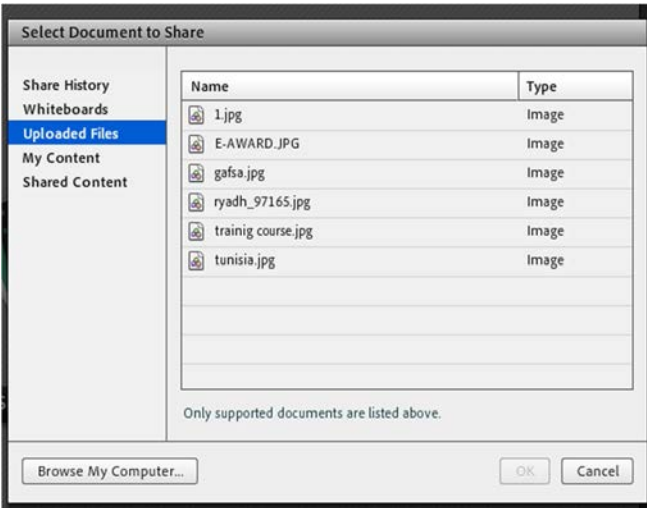 Select Document to Share
Share History
Whiteboards
Uploaded Files
My Content
Shared Content
Name Type
1.jpg Image
E-AWARD.JPG Image
gafsa.jpg Image
ryadh_97165.jpg Image
trainig course.jpg Image
tunisia.jpg Image
Only supported documents are listed above.
Browse My Computer... OK Cancel